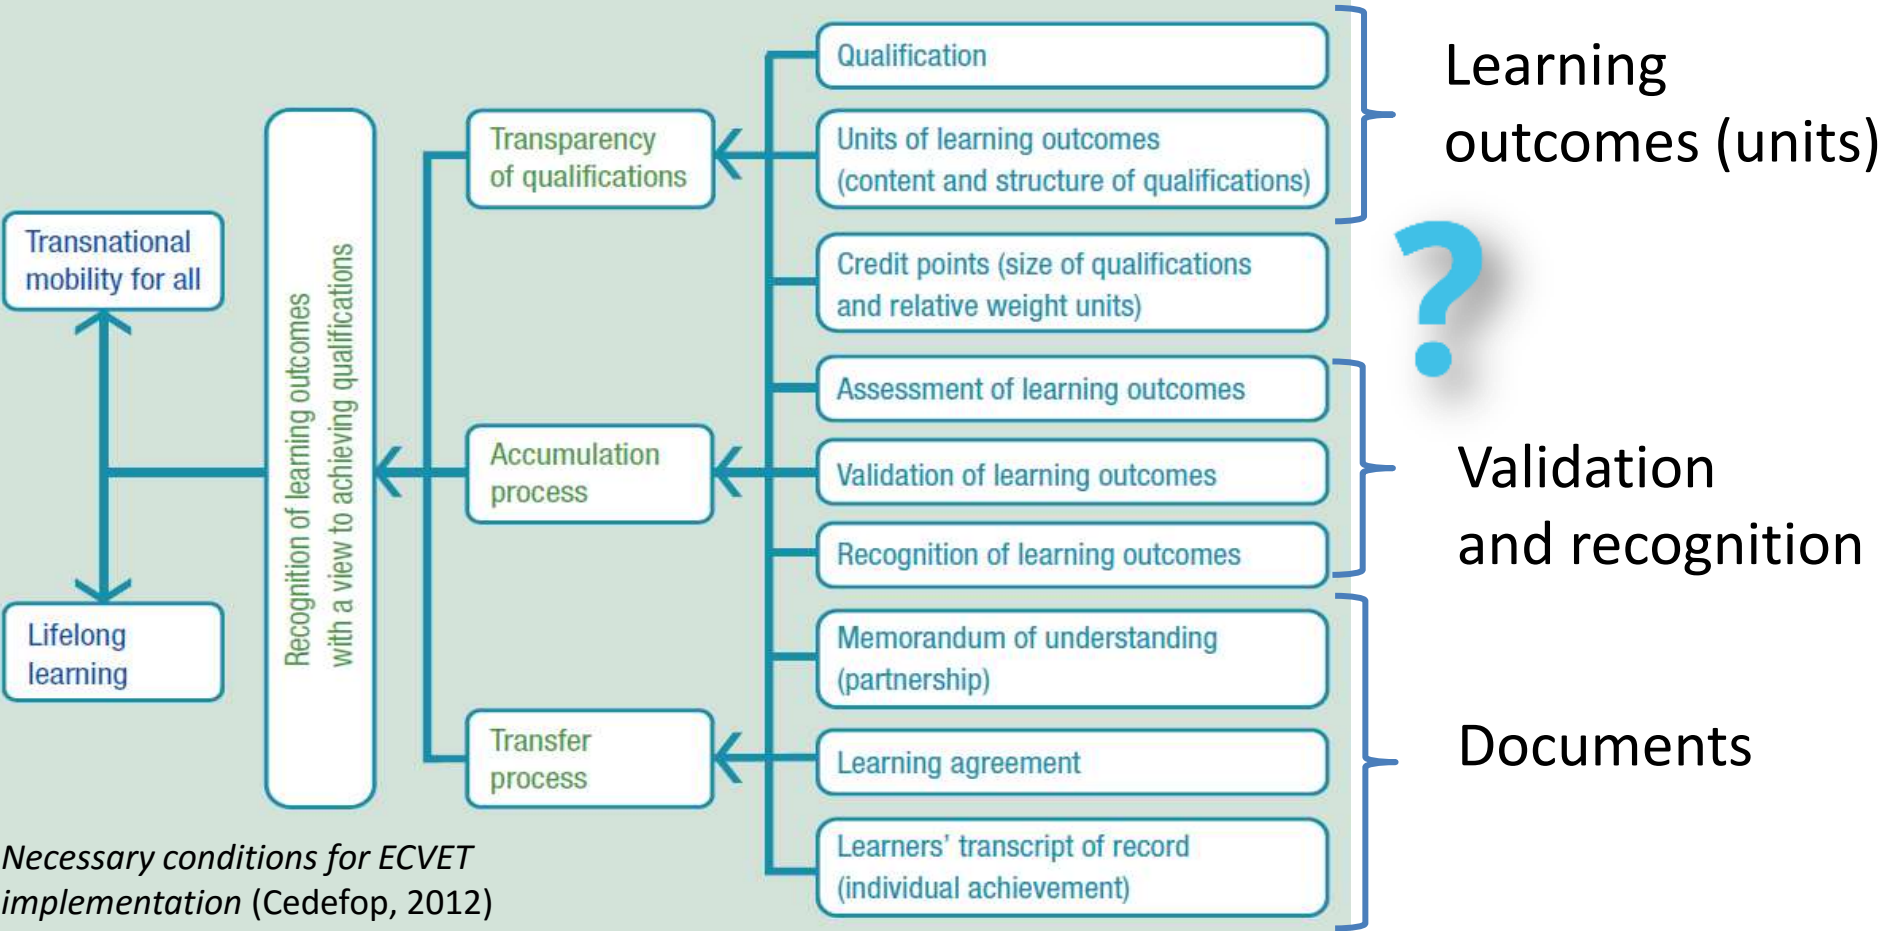 Transnational
mobility for all
Lifelong
learning
Recognition of learning outcomes
with a view to achieving qualifications
Transparency
of qualifications
Accumulation
process
Transfer
process
Qualification
Units of learning outcomes
(content and structure of qualifications)
Credit points (size of qualifications
and relative weight units)
Assessment of learning outcomes
Validation of learning outcomes
Recognition of learning outcomes
Memorandum of understanding
(partnership)
Learning agreement
Learners’ transcript of record
(individual achievement)
Learning
outcomes (units)
?
Validation
and recognition
Documents
Necessary conditions for ECVET
implementation (Cedefop, 2012)